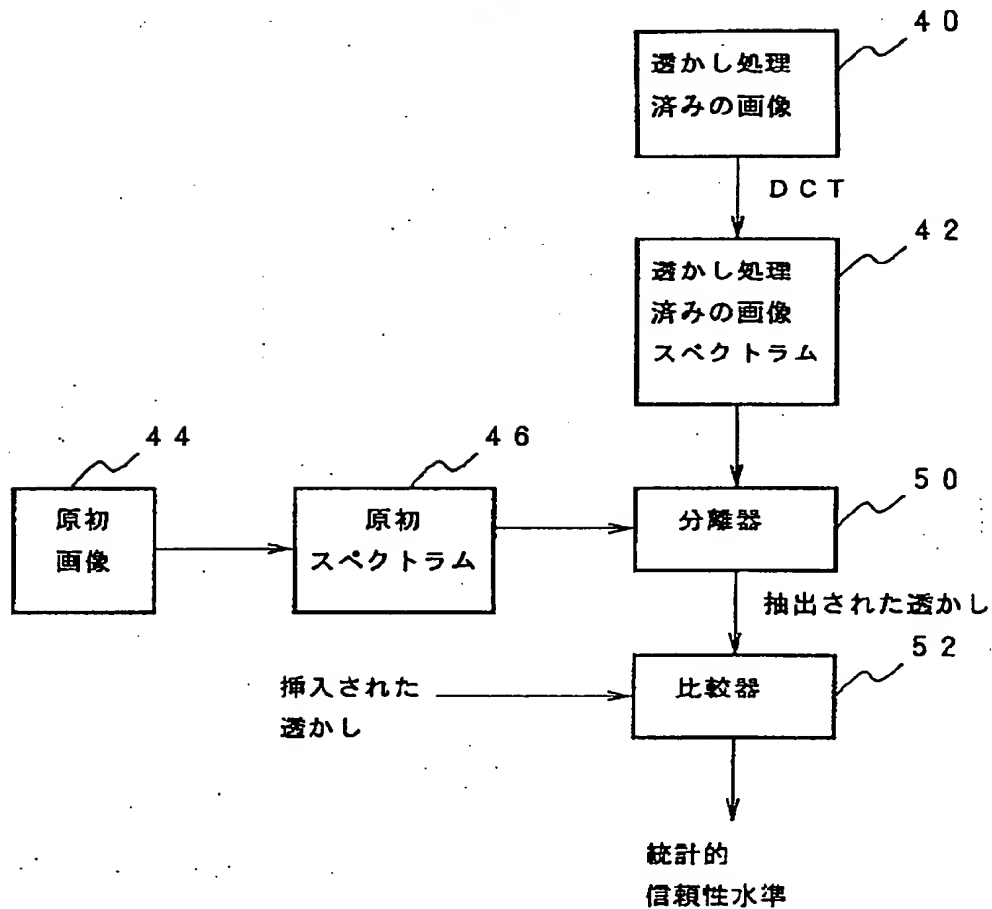 40
透かし処理
済みの画像
DCT
42
透かし処理
済みの画像
スペクトラム
44
原初
画像
46
原初
スペクトラム
50
分離器
抽出された透かし
52
比較器
挿入された
透かし
統計的
信頼性水準